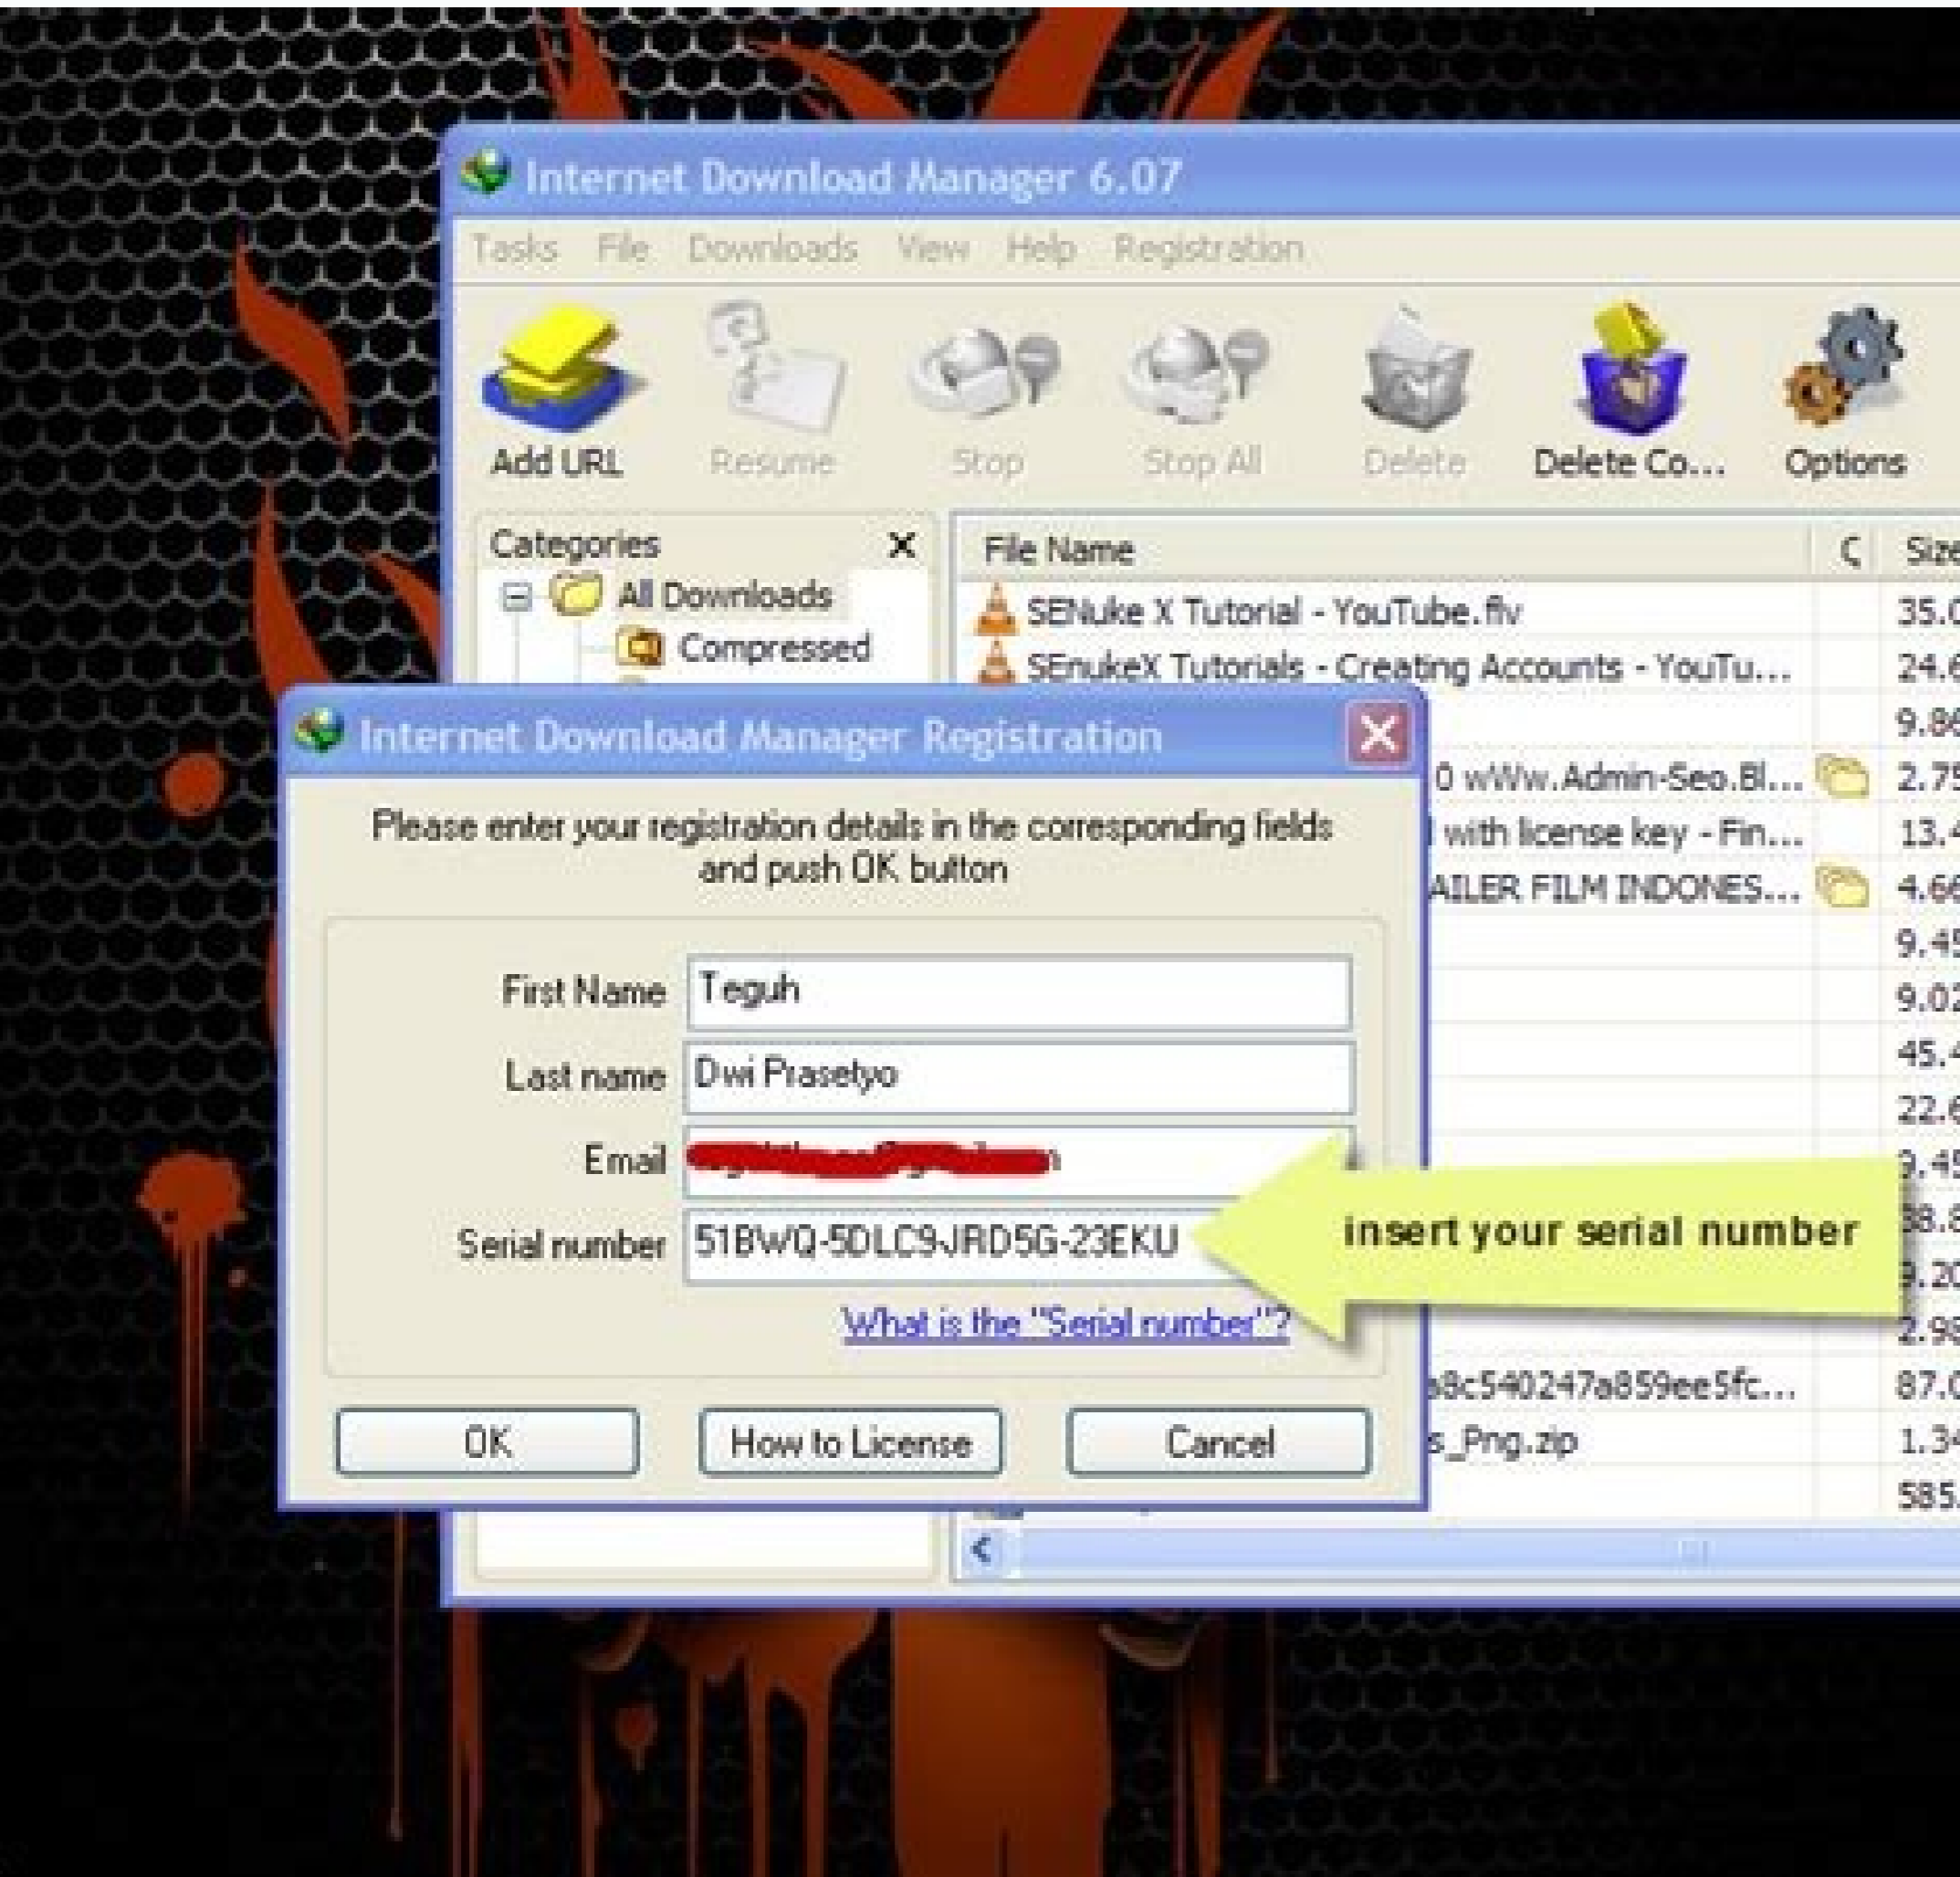 Internet Download Manager 6.07
Tasks File Downloads View Help Registration
Add URL Resume Stop Stop All Delete Delete Co... Options
Categories
File Name
Size
All Downloads
SENuke X Tutorial - YouTube.flv
35.0
Compressed
SEnukeX Tutorials - Creating Accounts - YouTu...
24.6
Internet Download Manager Registration
9.86
0 wWw.Admin-Seo.Bl...
2.75
Please enter your registration details in the corresponding fields
and push OK button
with license key - Fin...
13.4
AILER FILM INDONES...
4.66
9.45
First Name Teguh
9.02
Last name Dwi Prasetyo
45.4
22.6
Email
9.45
Serial number 51BWQ-5DLC9-JRD5G-23EKU
insert your serial number
38.8
.20
What is the "Serial number"?
2.98
a8c540247a859ee5fc...
87.0
OK How to License Cancel
s_Png.zip
1.34
585.